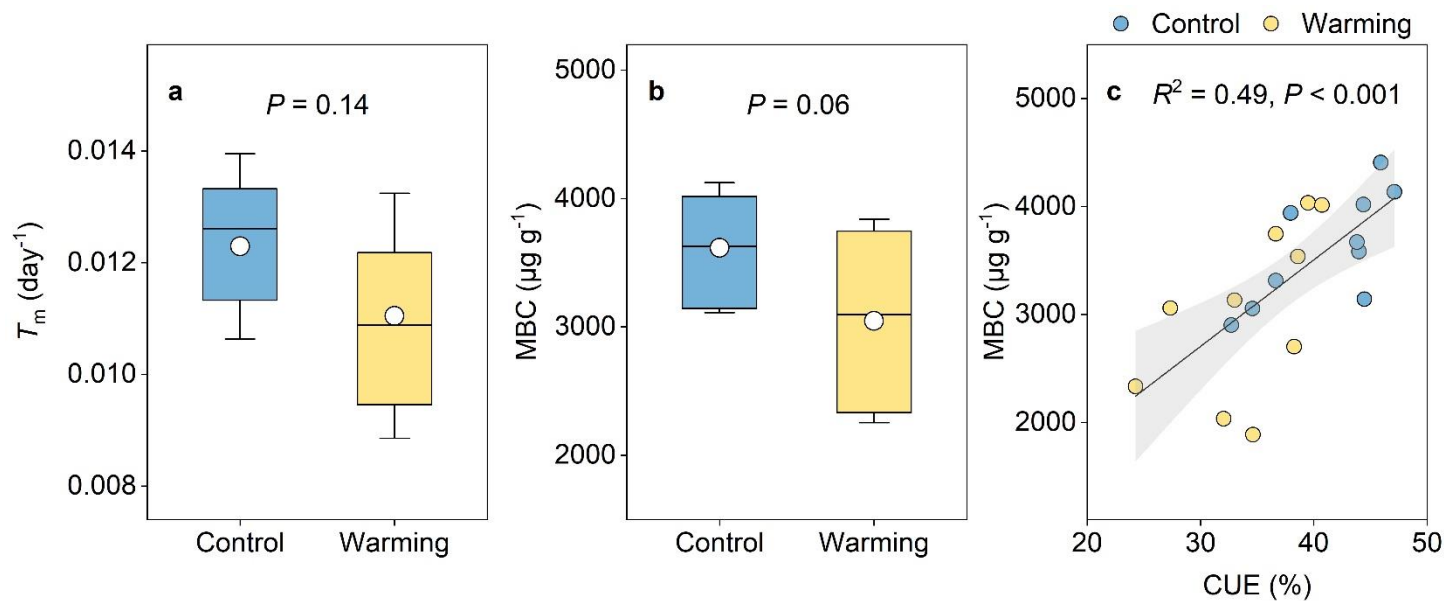 Control Warming
a
P = 0.14
Tm (day-1)
0.014
0.012
0.010
0.008
Control Warming
b
P = 0.06
MBC (µg g-1)
5000
4000
3000
2000
Control Warming
c
R2 = 0.49, P < 0.001
MBC (µg g-1)
5000
4000
3000
2000
20 30 40 50
CUE (%)